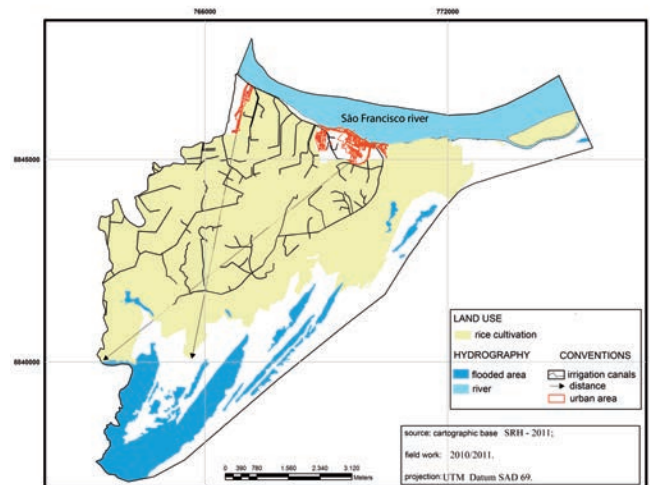 766000 772000
São Francisco river
8845000
8840000
LAND USE
rice cultivation
HYDROGRAPHY
flooded area
river
CONVENTIONS
irrigation canals
distance
urban area
source: cartographic base SRH - 2011;
field work: 2010/2011.
projection: UTM Datum SAD 69.
0 390 780 1.560 2.340 3.120
Meters